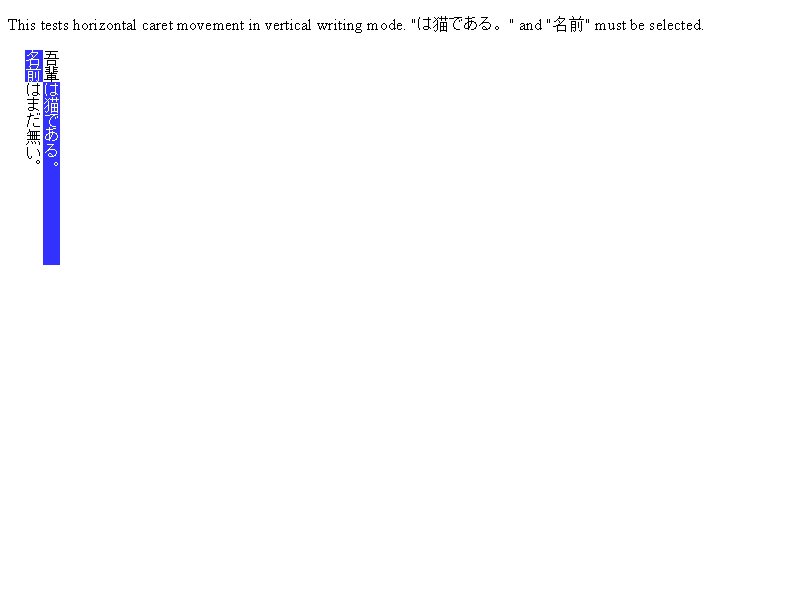 This tests horizontal caret movement in vertical writing mode. "は猫である。" and "名前" must be selected.
吾輩は猫である。
名前はまだ無い。